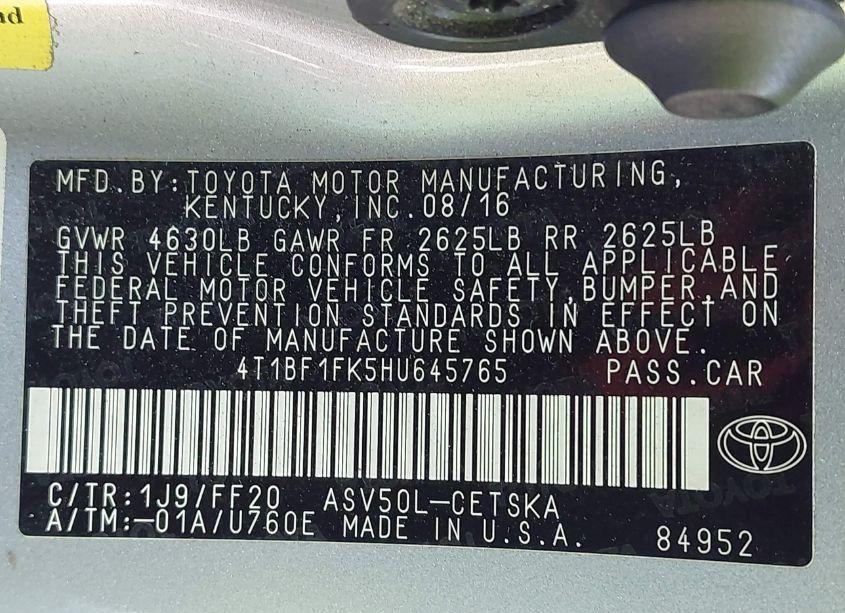 nd
MFD.BY:TOYOTA MOTOR MANUFACTURING,
KENTUCKY,INC.08/16
GVWR 4630LB GAWR FR 2625LB RR 2625LB
THIS VEHICLE CONFORMS TO ALL APPLICABLE
FEDERAL MOTOR VEHICLE SAFETY,BUMPER,AND
THEFT PREVENTION STANDARDS IN EFFECT ON
THE DATE OF MANUFACTURE SHOWN ABOVE.
4T1BF1FK5HU645765 PASS.CAR
C/TR:1J9/FF20 ASV50L-CETSKA
A/TM:-01A/U760E MADE IN U.S.A. 84952